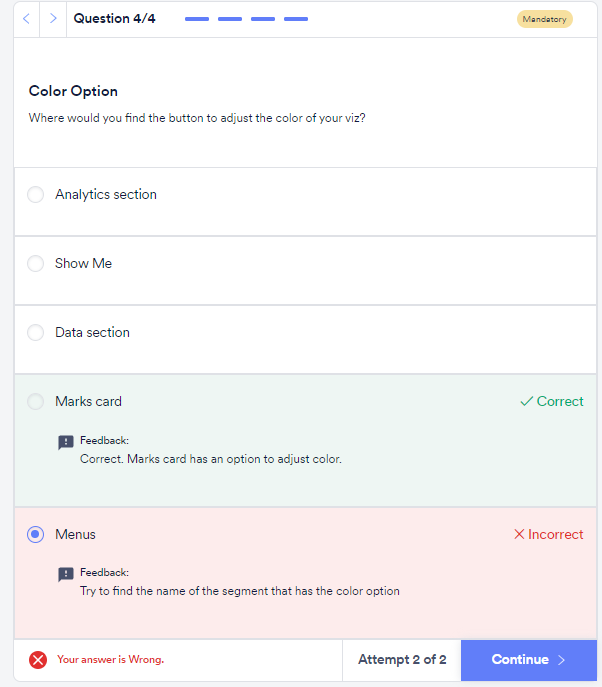 Question 4/4
Mandatory
Color Option
Where would you find the button to adjust the color of your viz?
Analytics section
Show Me
Data section
Marks card
Correct
Feedback:
Correct. Marks card has an option to adjust color.
Menus
Incorrect
Feedback:
Try to find the name of the segment that has the color option
Your answer is Wrong.
Attempt 2 of 2
Continue